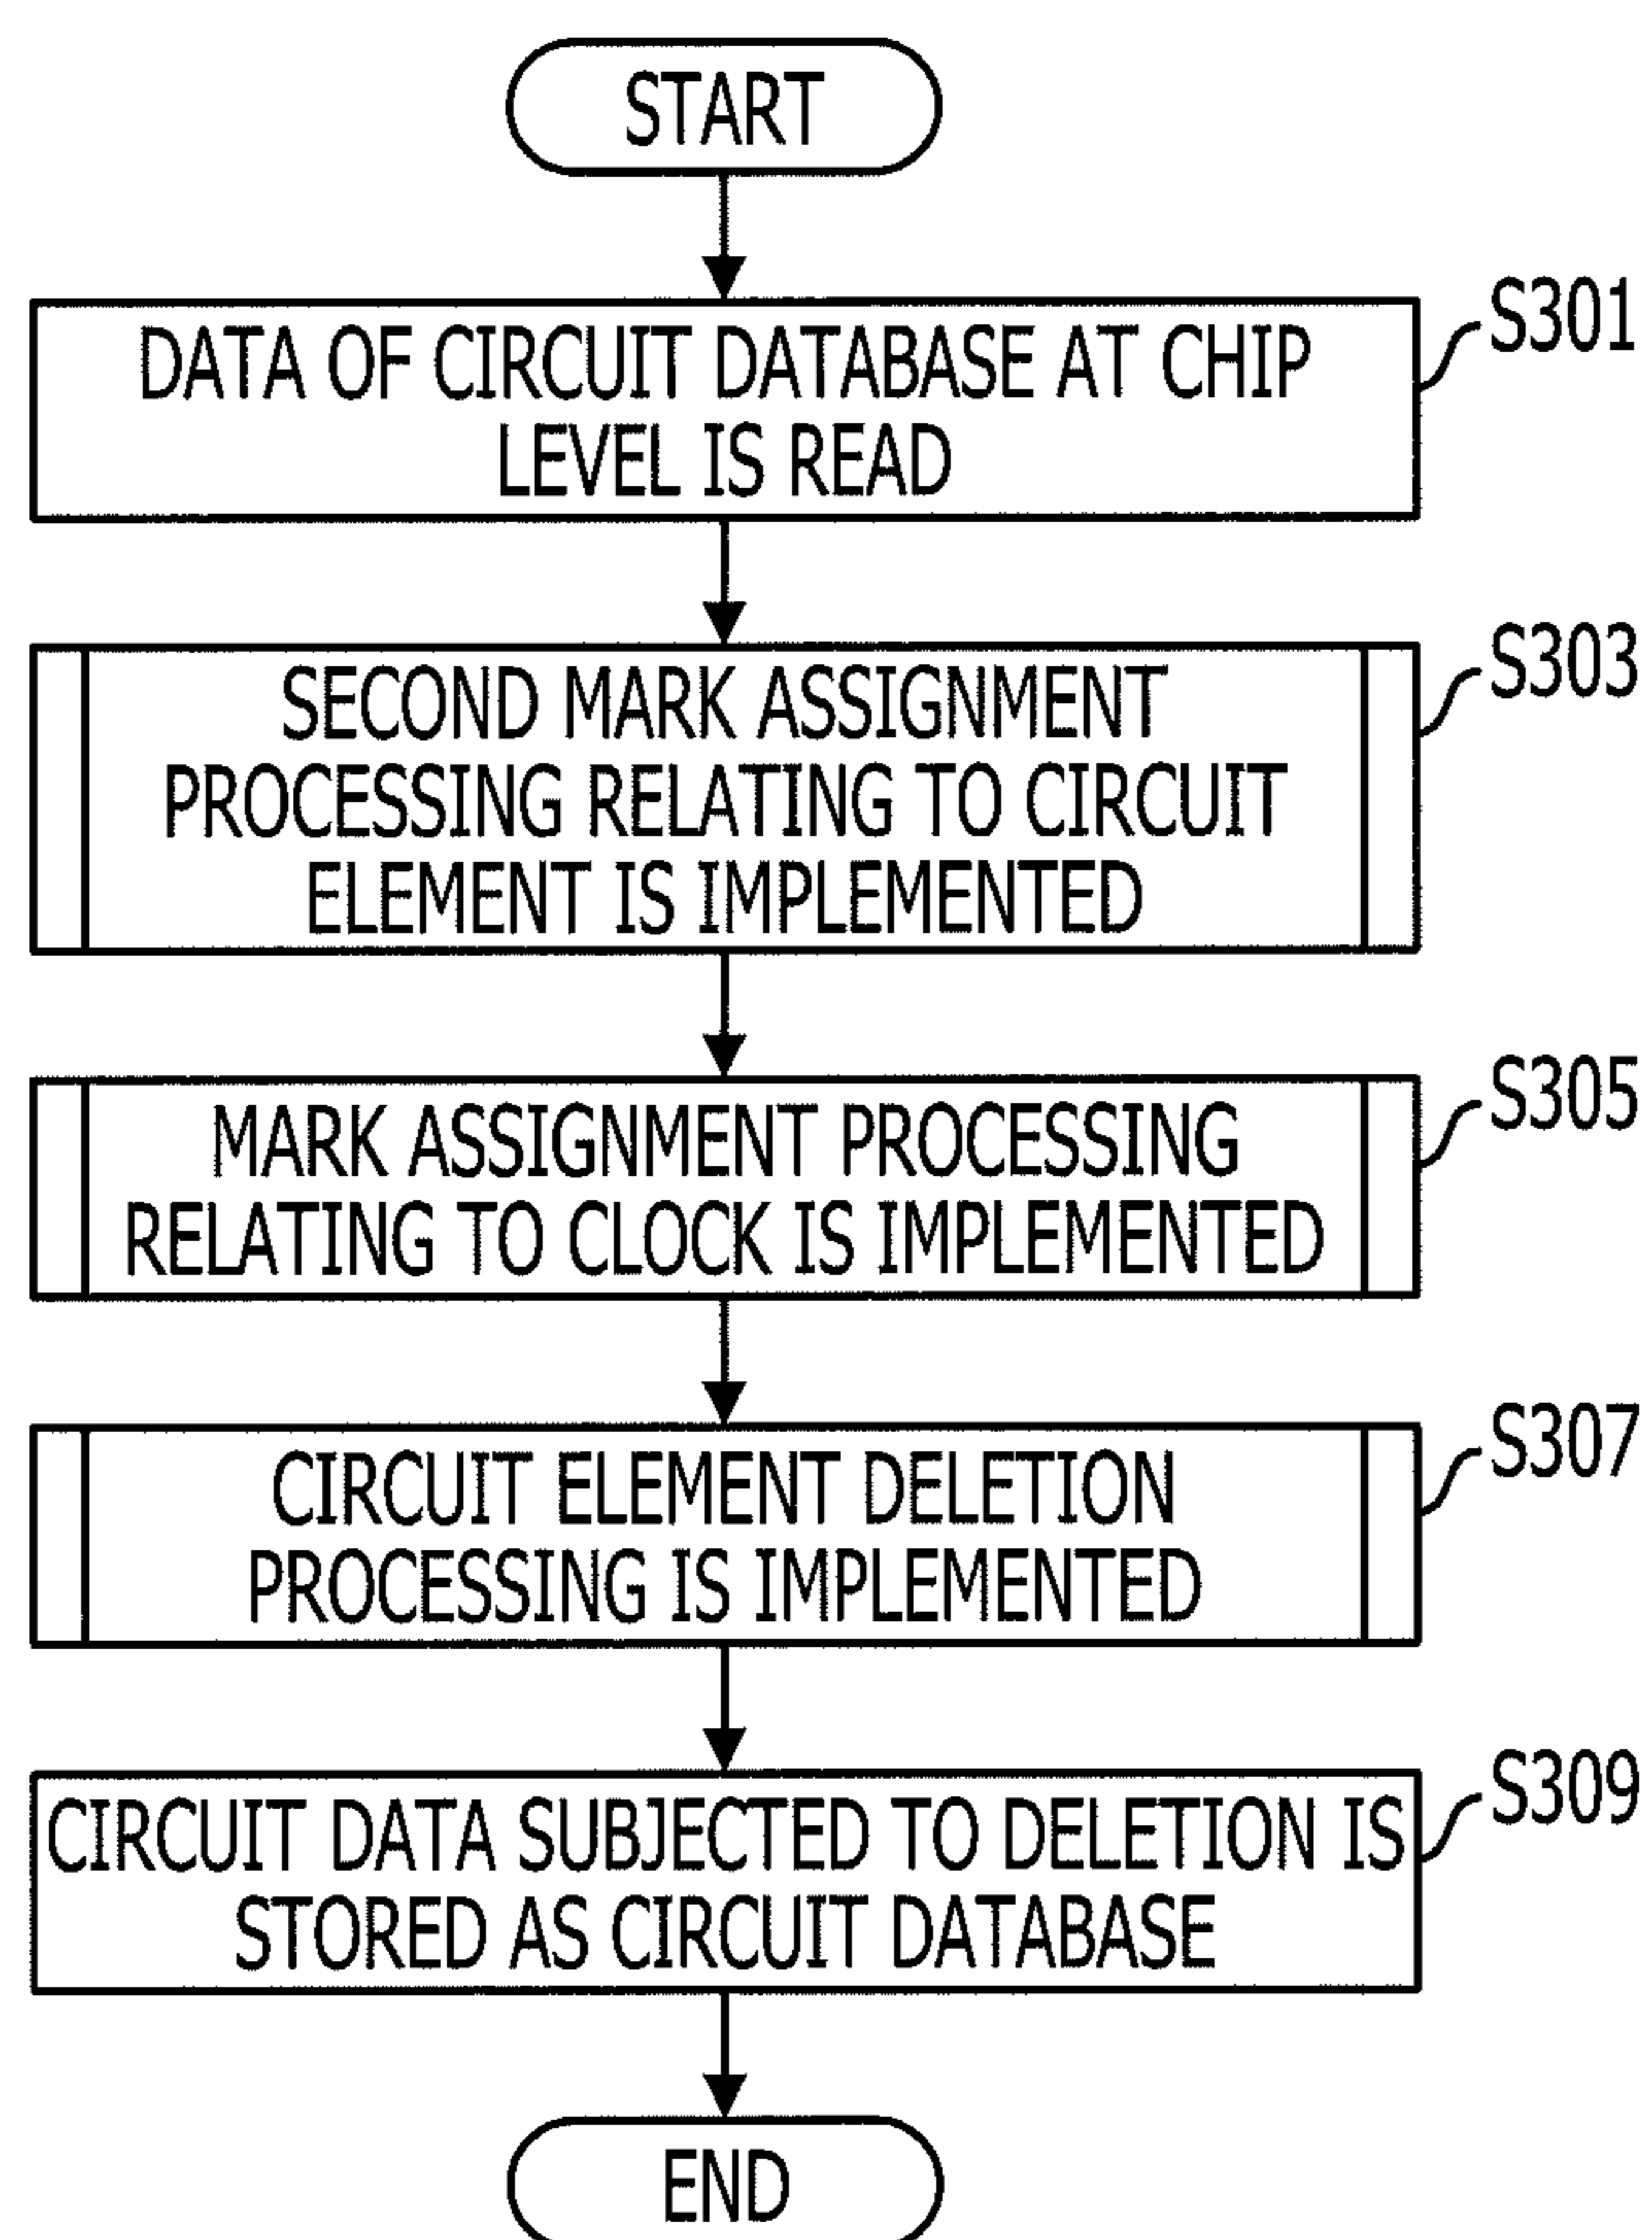 START
S301
DATA OF CIRCUIT DATABASE AT CHIP
LEVEL IS READ
S303
SECOND MARK ASSIGNMENT
PROCESSING RELATING TO CIRCUIT
ELEMENT IS IMPLEMENTED
S305
MARK ASSIGNMENT PROCESSING
RELATING TO CLOCK IS IMPLEMENTED
S307
CIRCUIT ELEMENT DELETION
PROCESSING IS IMPLEMENTED
S309
CIRCUIT DATA SUBJECTED TO DELETION IS
STORED AS CIRCUIT DATABASE
END